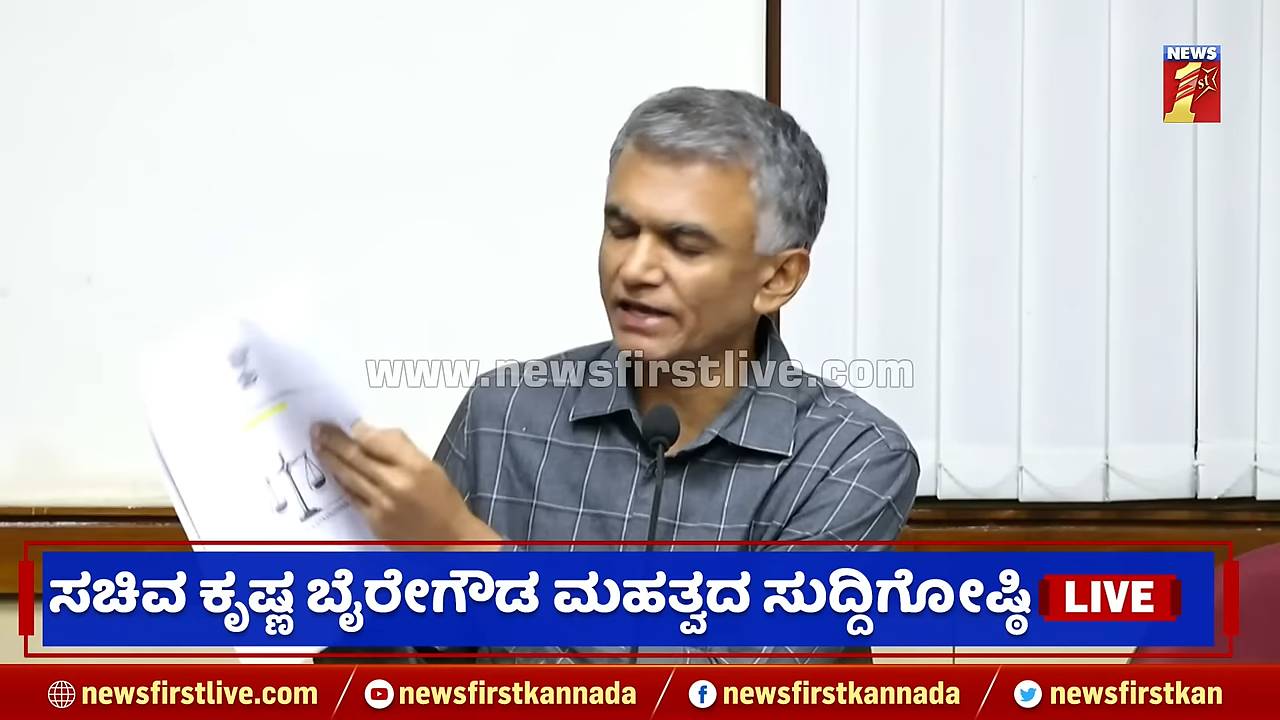 NEWS
1st
www.newsfirstlive.com
ಸಚಿವ ಕೃಷ್ಣ ಬೈರೇಗೌಡ ಮಹತ್ವದ ಸುದ್ದಿಗೋಷ್ಠಿ LIVE
newsfirstlive.com newsfirstkannada newsfirstkannada newsfirstkan